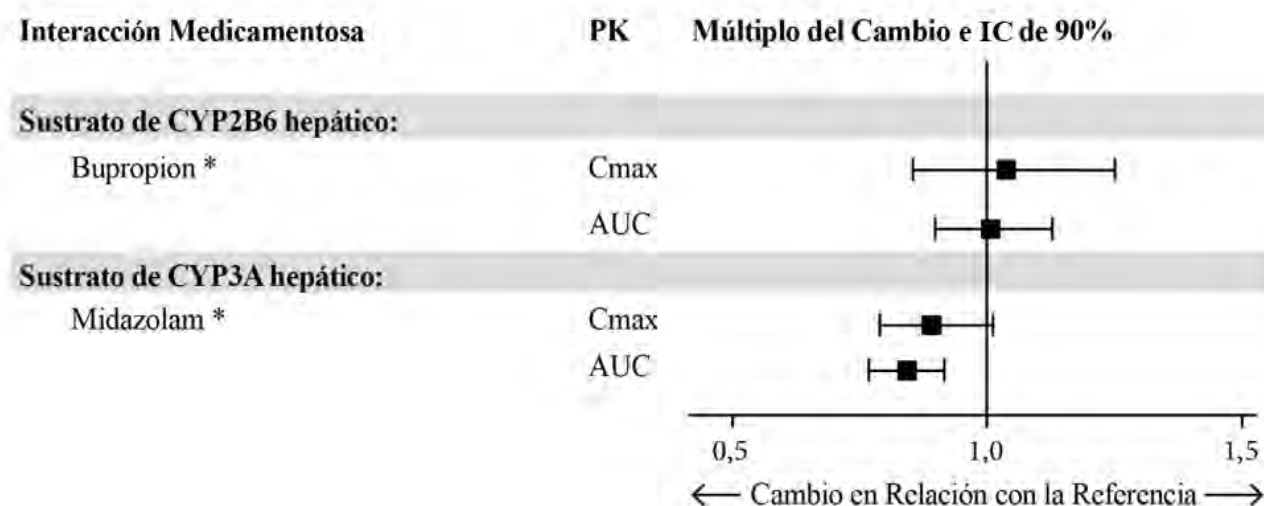 Interacción Medicamentosa PK Múltiplo del Cambio e IC de 90%
Sustrato de CYP2B6 hepático:
Bupropion * Cmax
AUC
Sustrato de CYP3A hepático:
Midazolam * Cmax
AUC
0,5 1,0 1,5
← Cambio en Relación con la Referencia →